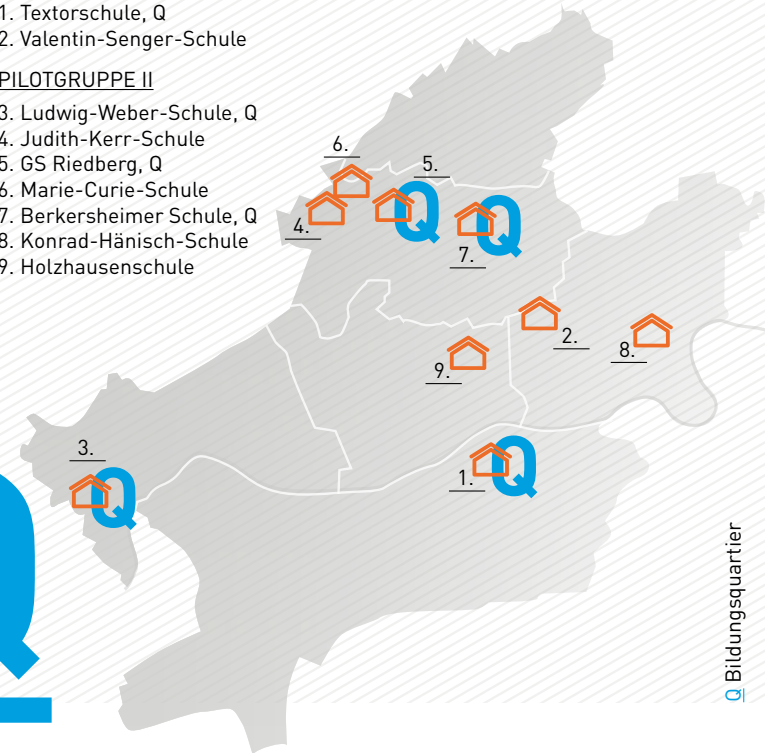 1. Textorschule, Q
2. Valentin-Senger-Schule
PILOTGRUPPE II
3. Ludwig-Weber-Schule, Q
4. Judith-Kerr-Schule
5. GS Riedberg, Q
6. Marie-Curie-Schule
7. Berkersheimer Schule, Q
8. Konrad-Hänisch-Schule
9. Holzhausenschule
6.
5.
Q
4.
Q
7.
2.
8.
9.
3.
Q
1.
Q
Q
Q Bildungsquartier